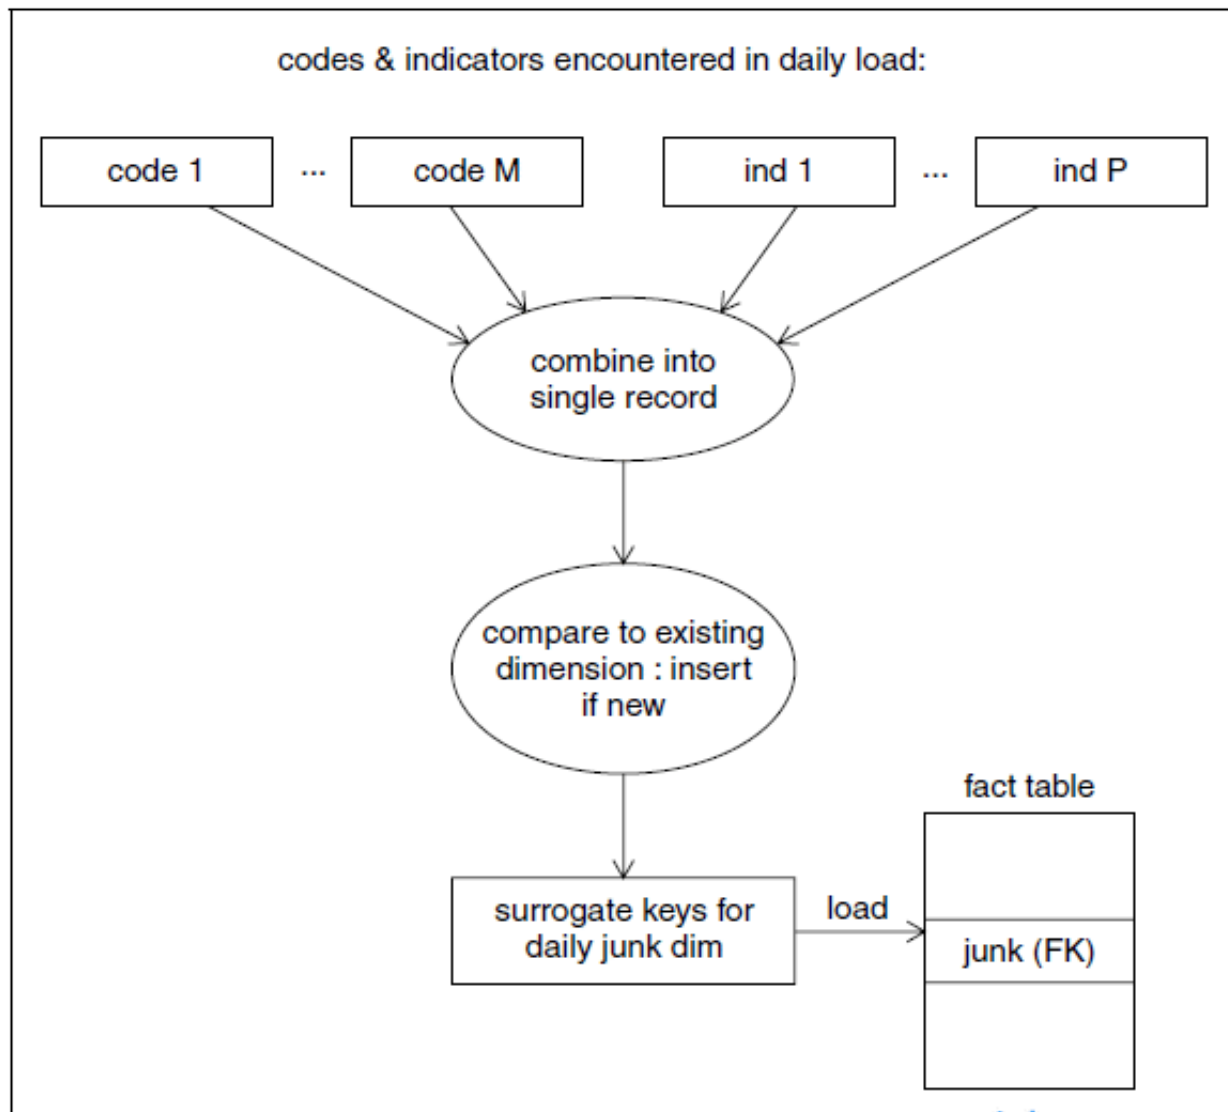 codes & indicators encountered in daily load:
code 1 ... code M ind 1 ... ind P
combine into
single record
compare to existing
dimension : insert
if new
fact table
surrogate keys for
daily junk dim
load
junk (FK)